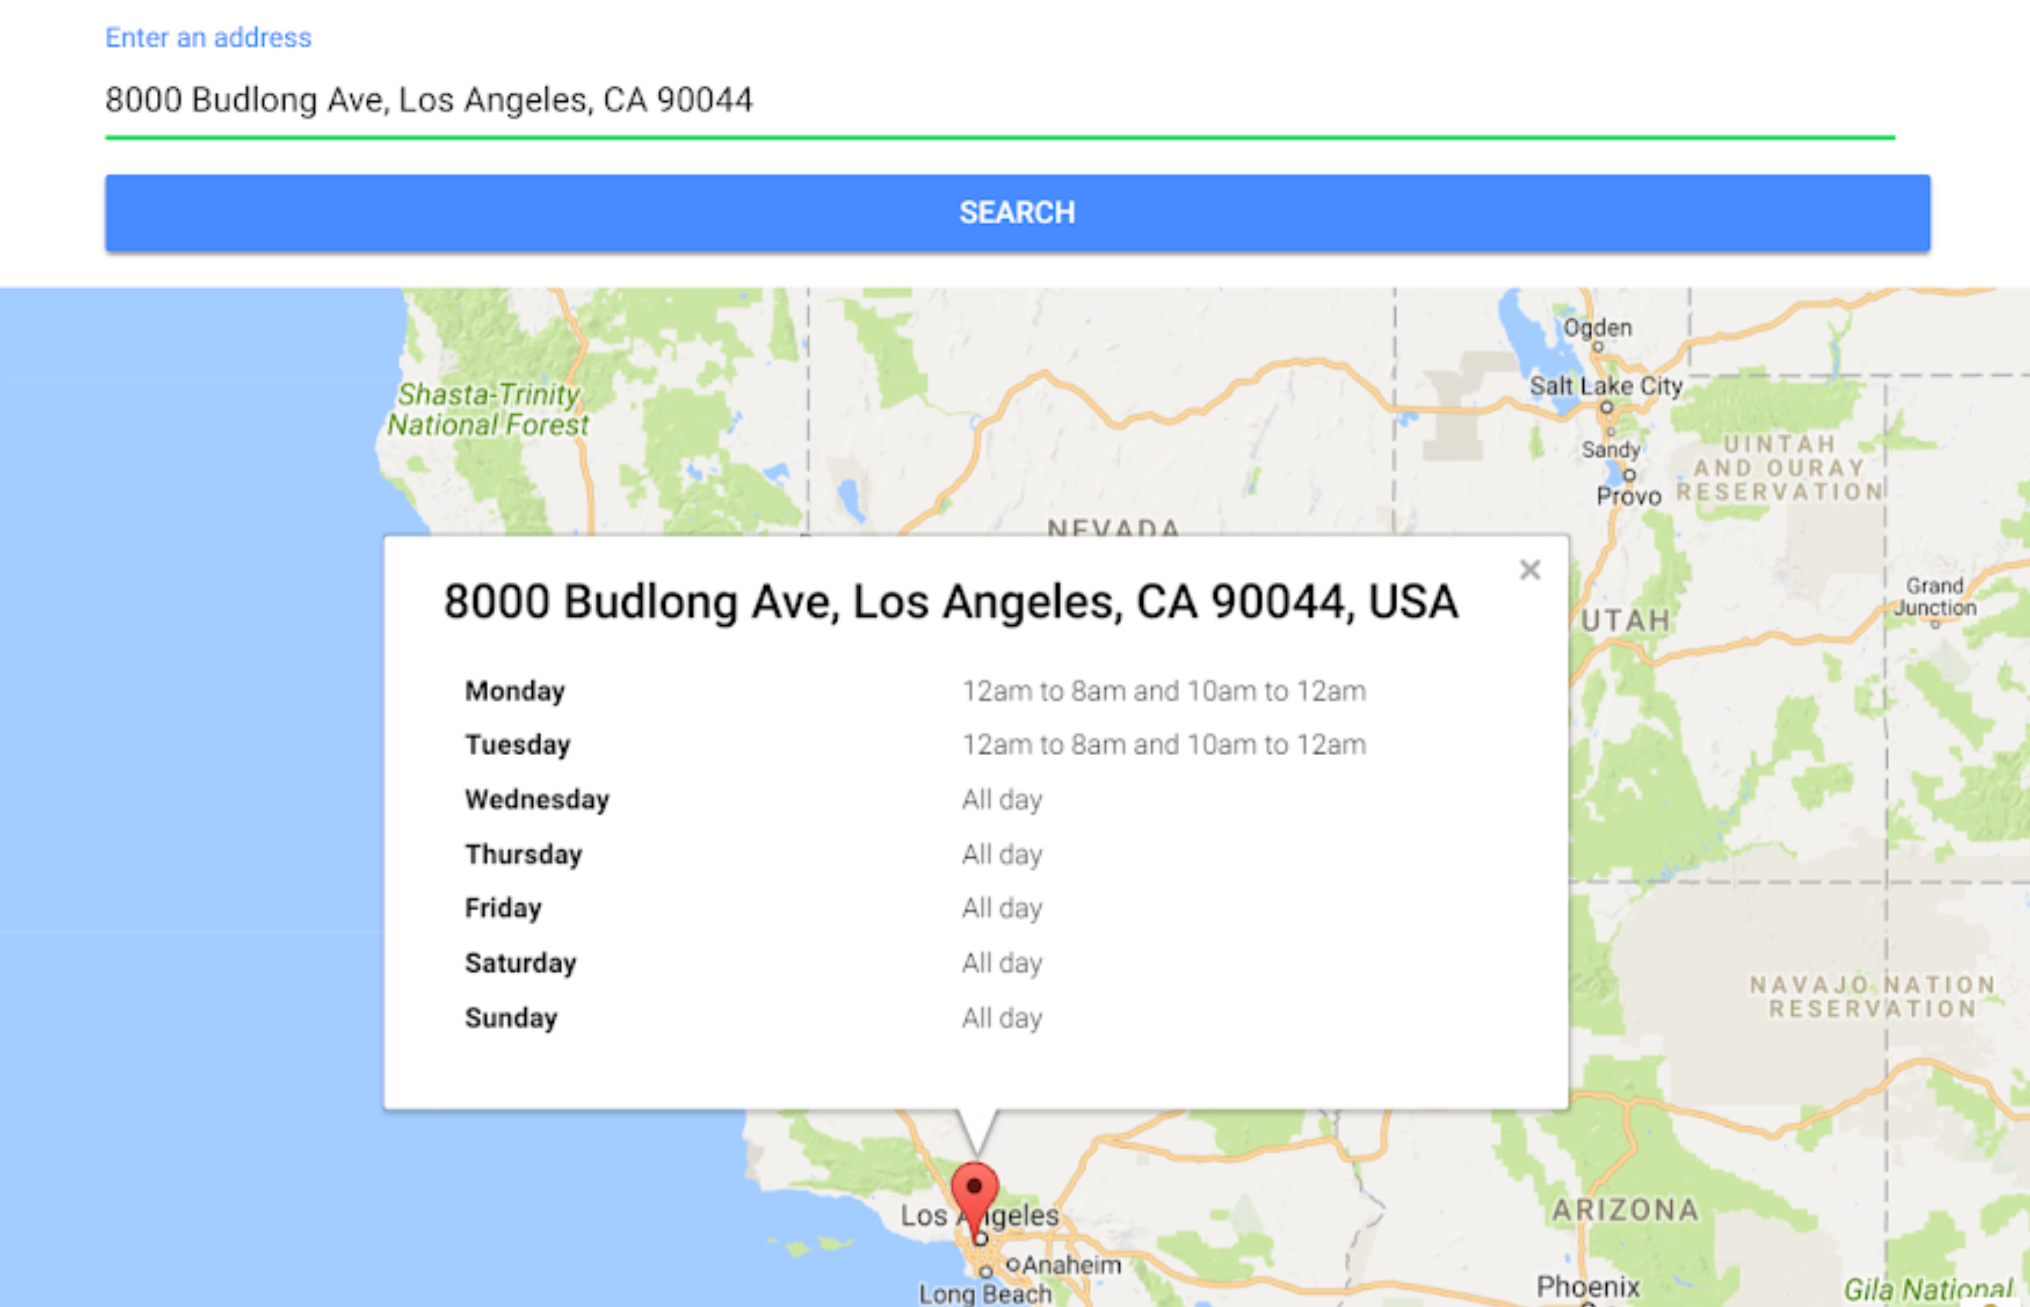 Enter an address
8000 Budlong Ave, Los Angeles, CA 90044
SEARCH
Ogden
Salt Lake City
Shasta-Trinity
National Forest
Sandy
UINTAH
AND OURAY
RESERVATION
Provo
NEVADA
×
8000 Budlong Ave, Los Angeles, CA 90044, USA
Grand
Junction
UTAH
Monday 12am to 8am and 10am to 12am
Tuesday 12am to 8am and 10am to 12am
Wednesday All day
Thursday All day
Friday All day
Saturday All day
Sunday All day
NAVAJO NATION
RESERVATION
Los Angeles
ARIZONA
Anaheim
Long Beach
Phoenix
Gila National